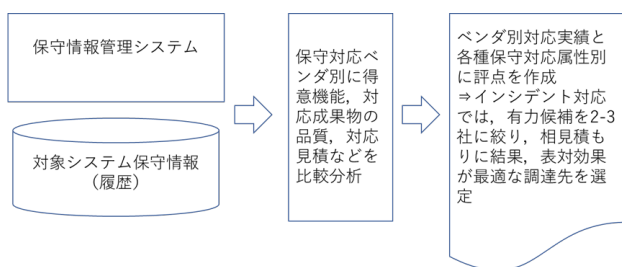 保守情報管理システム
対象システム保守情報
(履歴)
保守対応ベ
ンダ別に得
意機能，対
応成果物の
品質，対応
見積などを
比較分析
ベンダ別対応実績と
各種保守対応属性別
に評点を作成
⇒インシデント対応
では，有力候補を2-3
社に絞り，相見積も
りに結果，表対効果
が最適な調達先を選
定